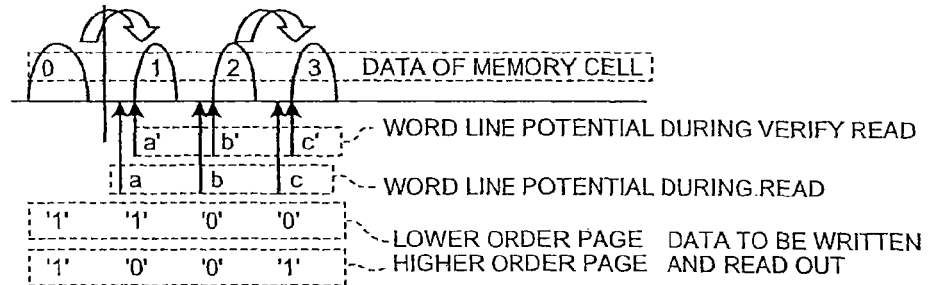 0 1 2 3 DATA OF MEMORY CELL
a' b' c' WORD LINE POTENTIAL DURING VERIFY READ
a b c WORD LINE POTENTIAL DURING.READ
'1' '1' '0' '0'
LOWER ORDER PAGE DATA TO BE WRITTEN
'1' '0' '0' '1' HIGHER ORDER PAGE AND READ OUT